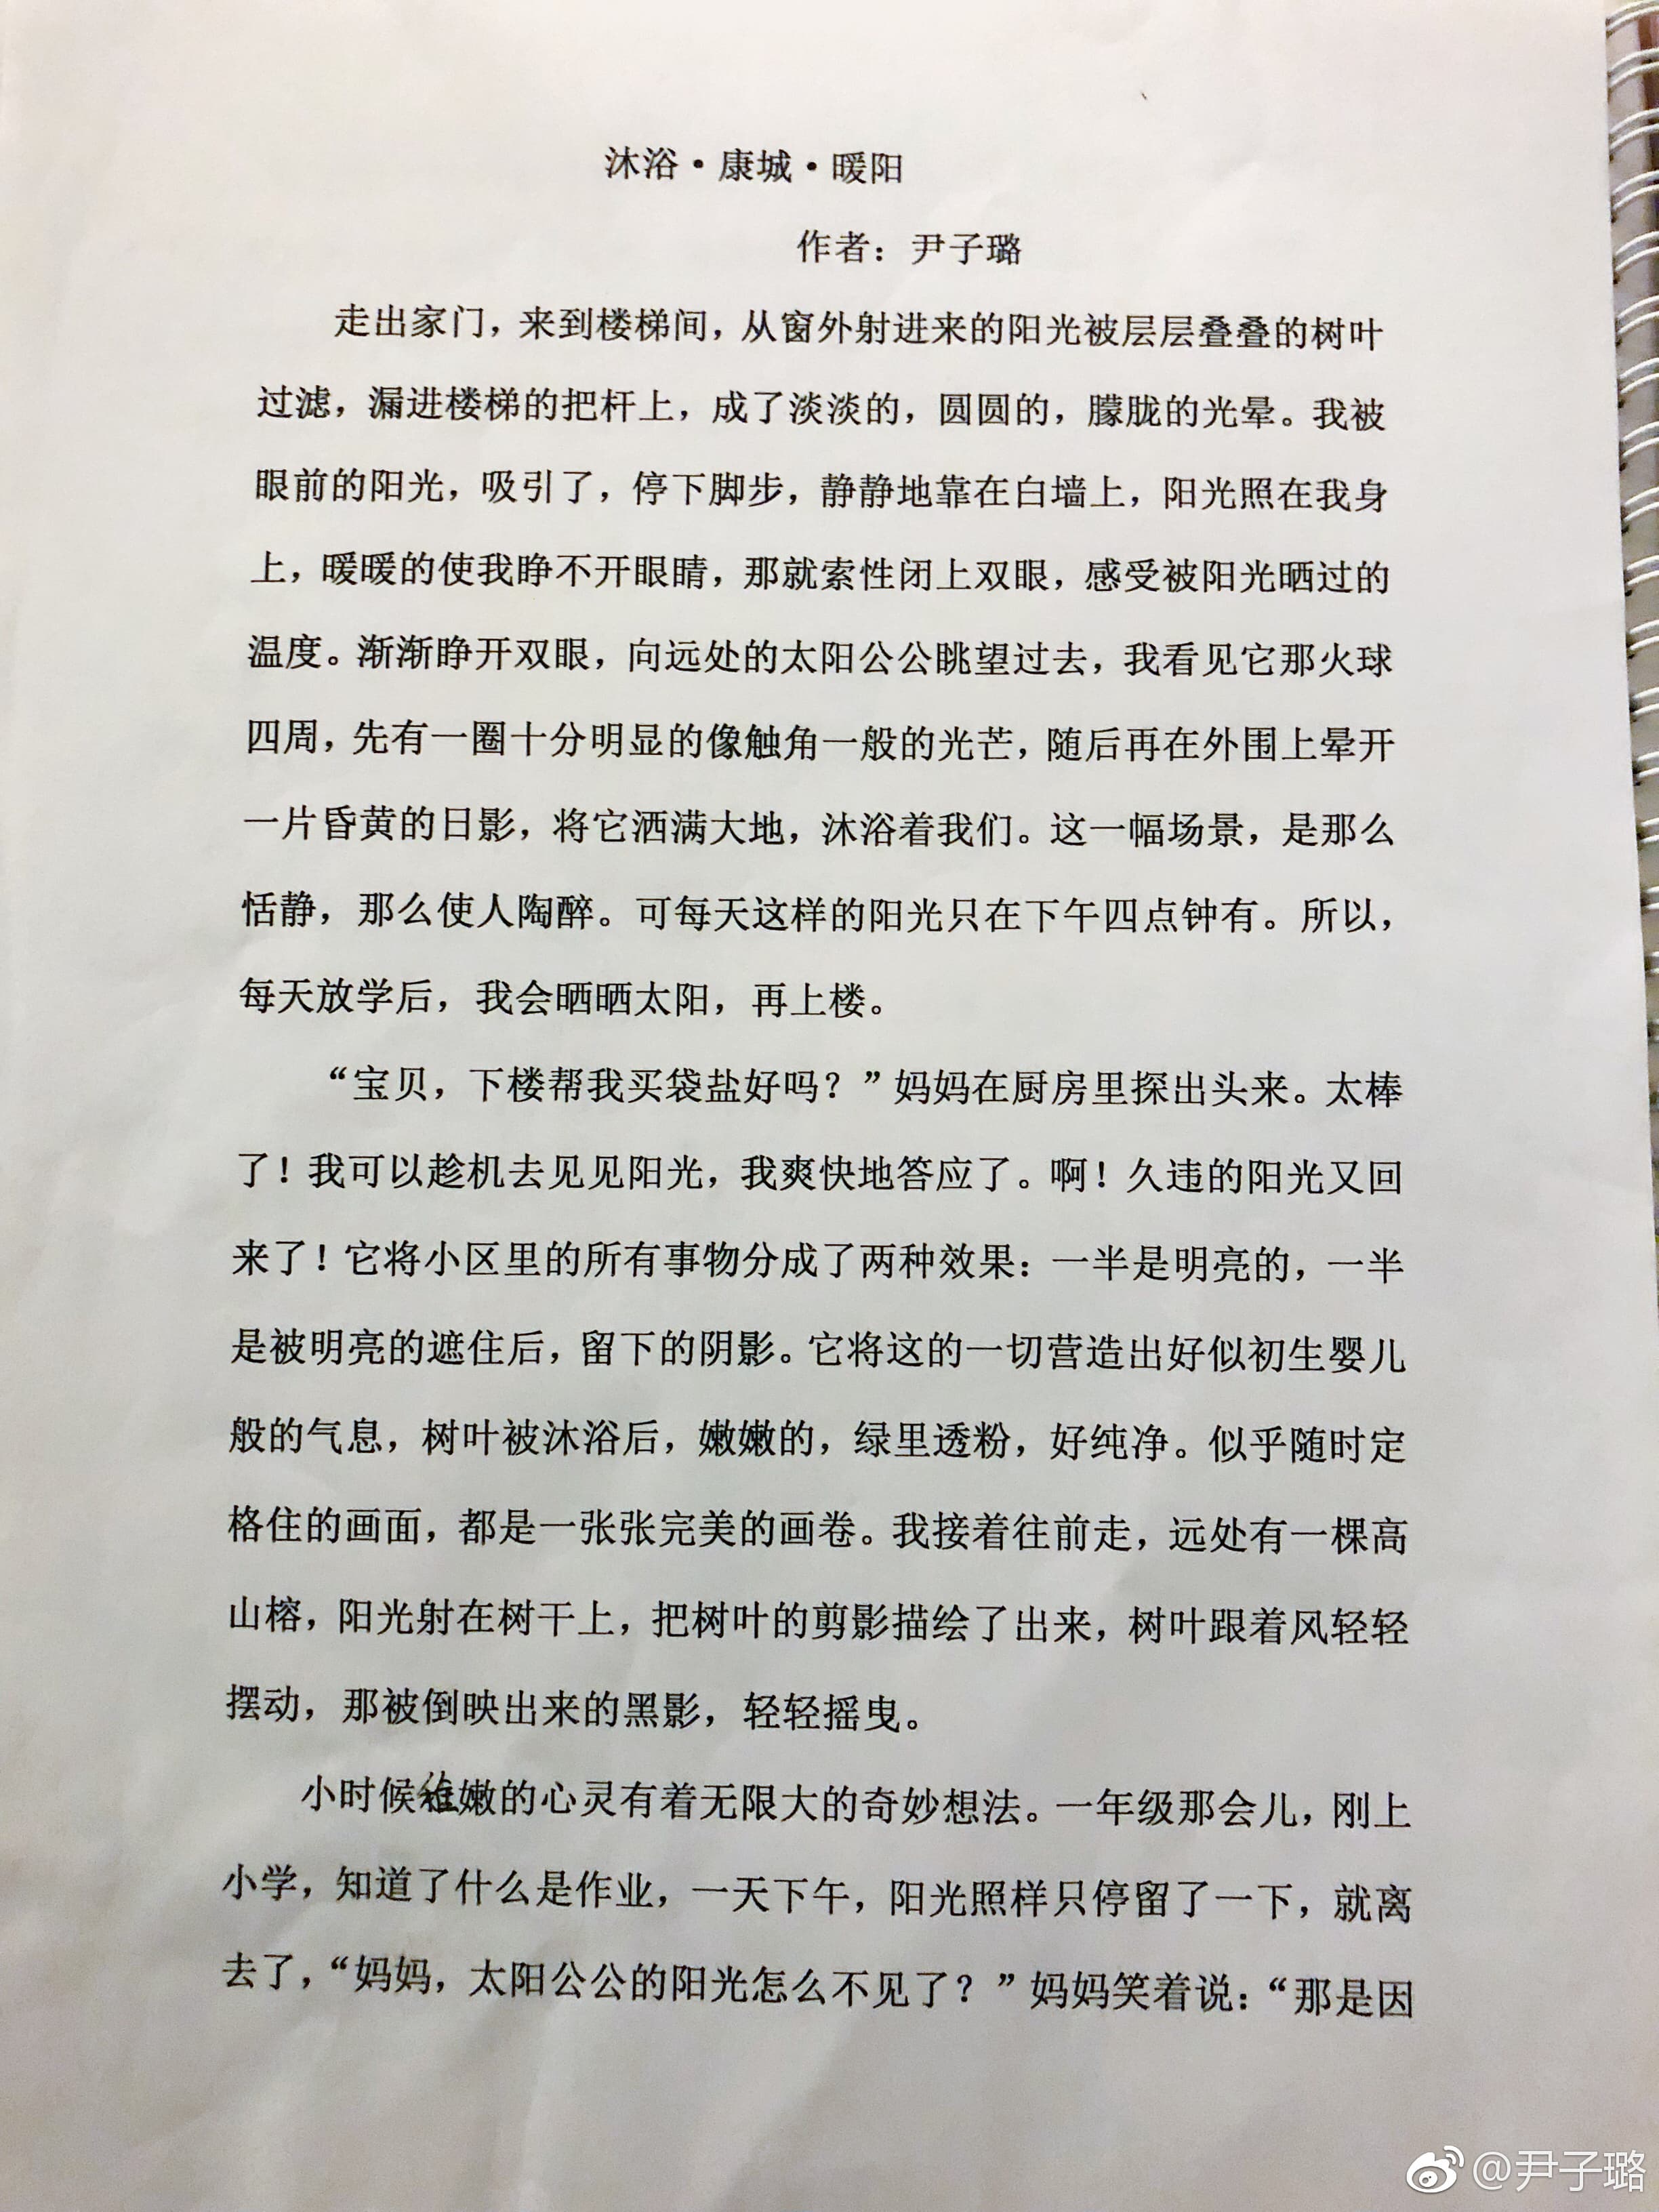 沐浴·康城·暖阳
作者：尹子璐
走出家门，来到楼梯间，从窗外射进来的阳光被层层叠叠的树叶
过滤，漏进楼梯的把杆上，成了淡淡的，圆圆的，朦胧的光晕。我被
眼前的阳光，吸引了，停下脚步，静静地靠在白墙上，阳光照在我身
上，暖暖的使我睁不开眼睛，那就索性闭上双眼，感受被阳光晒过的
温度。渐渐睁开双眼，向远处的太阳公公眺望过去，我看见它那火球
四周，先有一圈十分明显的像触角一般的光芒，随后再在外围上晕开
一片昏黄的日影，将它洒满大地，沐浴着我们。这一幅场景，是那么
恬静，那么使人陶醉。可每天这样的阳光只在下午四点钟有。所以，
每天放学后，我会晒晒太阳，再上楼。
“宝贝，下楼帮我买袋盐好吗？”妈妈在厨房里探出头来。太棒
了！我可以趁机去见见阳光，我爽快地答应了。啊！久违的阳光又回
来了！它将小区里的所有事物分成了两种效果：一半是明亮的，一半
是被明亮的遮住后，留下的阴影。它将这的一切营造出好似初生婴儿
般的气息，树叶被沐浴后，嫩嫩的，绿里透粉，好纯净。似乎随时定
格住的画面，都是一张张完美的画卷。我接着往前走，远处有一棵高
山榕，阳光射在树干上，把树叶的剪影描绘了出来，树叶跟着风轻轻
摆动，那被倒映出来的黑影，轻轻摇曳。
小时候稚嫩的心灵有着无限大的奇妙想法。一年级那会儿，刚上
小学，知道了什么是作业，一天下午，阳光照样只停留了一下，就离
去了，“妈妈，太阳公公的阳光怎么不见了？”妈妈笑着说：“那是因
@尹子璐